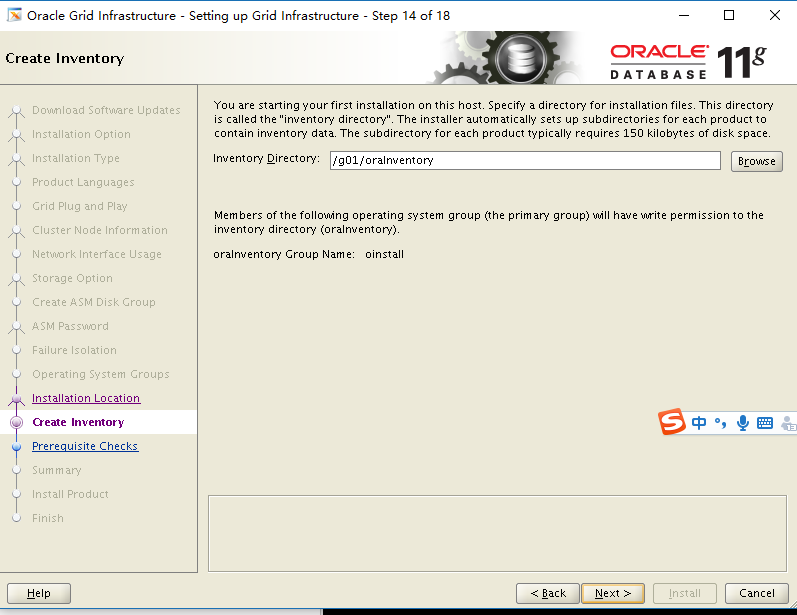 Oracle Grid Infrastructure - Setting up Grid Infrastructure - Step 14 of 18
Create Inventory
ORACLE
DATABASE
11g
Download Software Updates
Installation Option
Installation Type
Product Languages
Grid Plug and Play
Cluster Node Information
Network Interface Usage
Storage Option
Create ASM Disk Group
ASM Password
Failure Isolation
Operating System Groups
Installation Location
Create Inventory
Prerequisite Checks
Summary
Install Product
Finish
You are starting your first installation on this host. Specify a directory for installation files. This directory
is called the "inventory directory". The installer automatically sets up subdirectories for each product to
contain inventory data. The subdirectory for each product typically requires 150 kilobytes of disk space.
Inventory Directory: /g01/oraInventory Browse
Members of the following operating system group (the primary group) will have write permission to the
inventory directory (oraInventory).
oraInventory Group Name: oinstall
S 中
Help < Back Next > Install Cancel